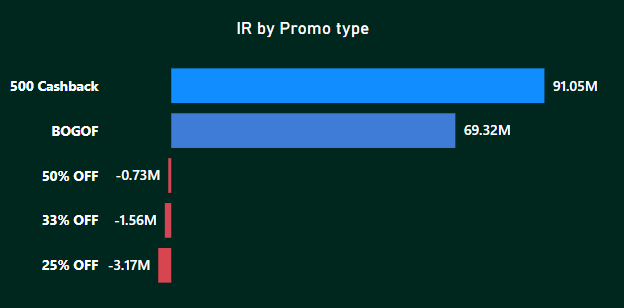 IR by Promo type
500 Cashback 91.05M
BOGOF 69.32M
50% OFF -0.73M
33% OFF -1.56M
25% OFF -3.17M